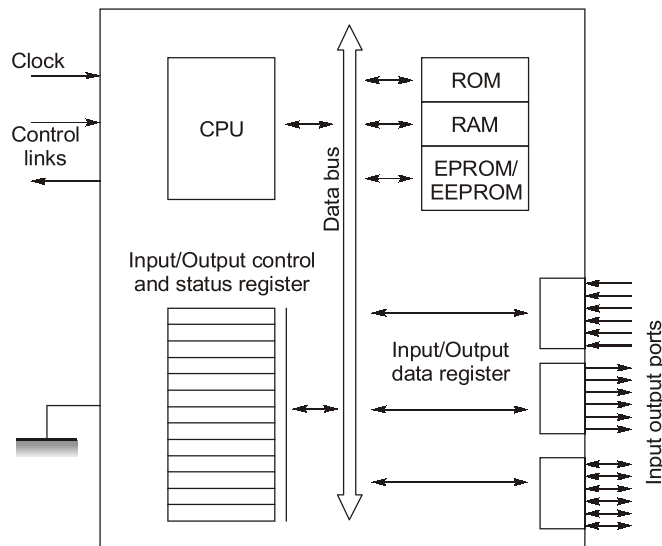 Clock
Control
links
CPU
Data bus
ROM
RAM
EPROM/
EEPROM
Input/Output control
and status register
Input/Output
data register
Input output ports